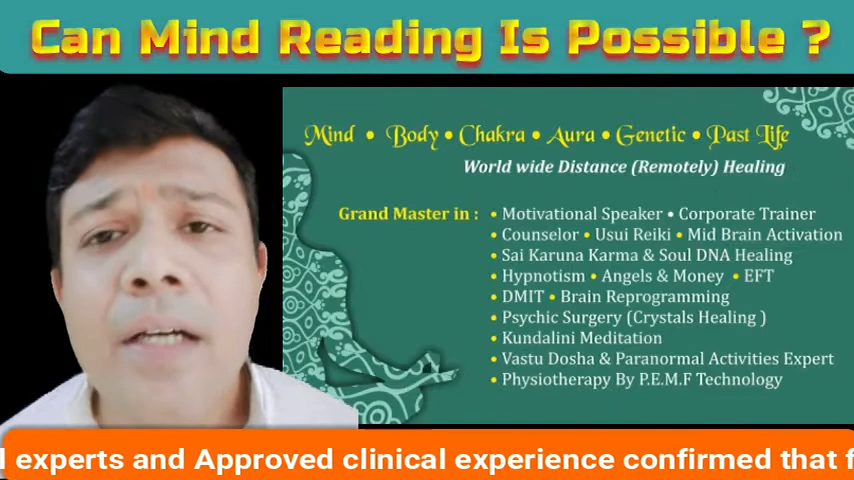 Can Mind Reading Is Possible ?
Mind • Body • Chakra • Aura • Genetic • Past Life
World wide Distance (Remotely) Healing
Grand Master in : • Motivational Speaker • Corporate Trainer
• Counselor • Usui Reiki • Mid Brain Activation
• Sai Karuna Karma & Soul DNA Healing
• Hypnotism • Angels & Money • EFT
• DMIT • Brain Reprogramming
• Psychic Surgery (Crystals Healing )
• Kundalini Meditation
• Vastu Dosha & Paranormal Activities Expert
• Physiotherapy By P.E.M.F Technology
experts and Approved clinical experience confirmed that